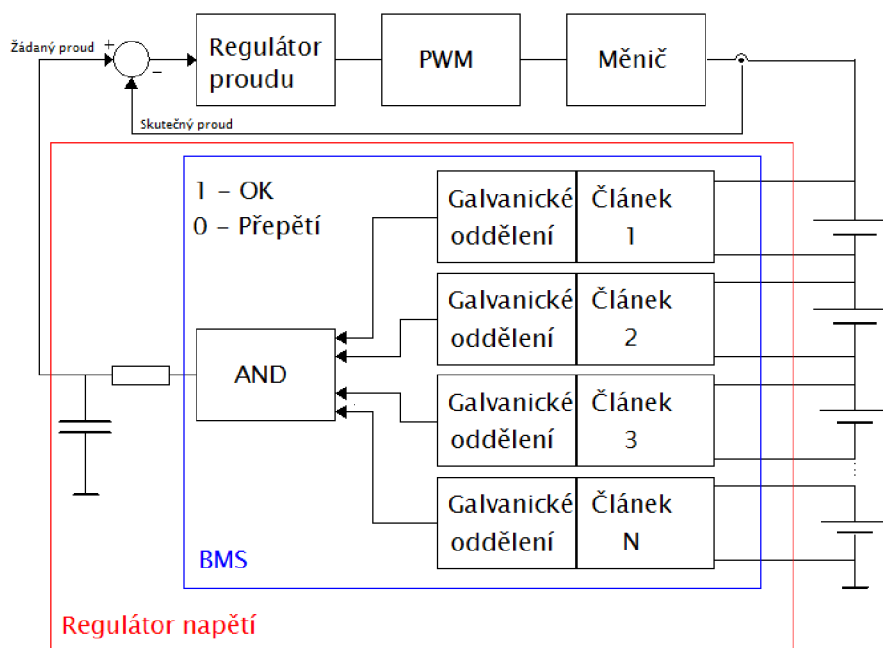 Žádaný proud
+
−
Regulátor
proudu
PWM
Měnič
Skutečný proud
1 – OK
0 – Přepětí
Galvanické
oddělení
Článek
1
Galvanické
oddělení
Článek
2
AND
Galvanické
oddělení
Článek
3
Galvanické
oddělení
Článek
N
BMS
Regulátor napětí